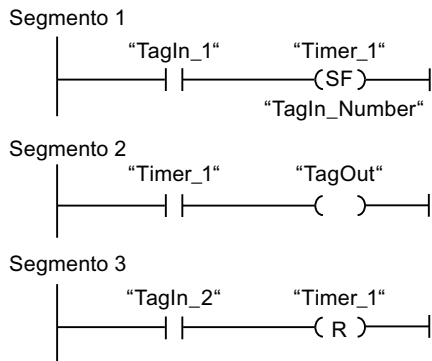 Segmento 1
“TagIn_1“ “Timer_1“
SF
“TagIn_Number“
Segmento 2
“Timer_1“ “TagOut“
Segmento 3
“TagIn_2“ “Timer_1“
R